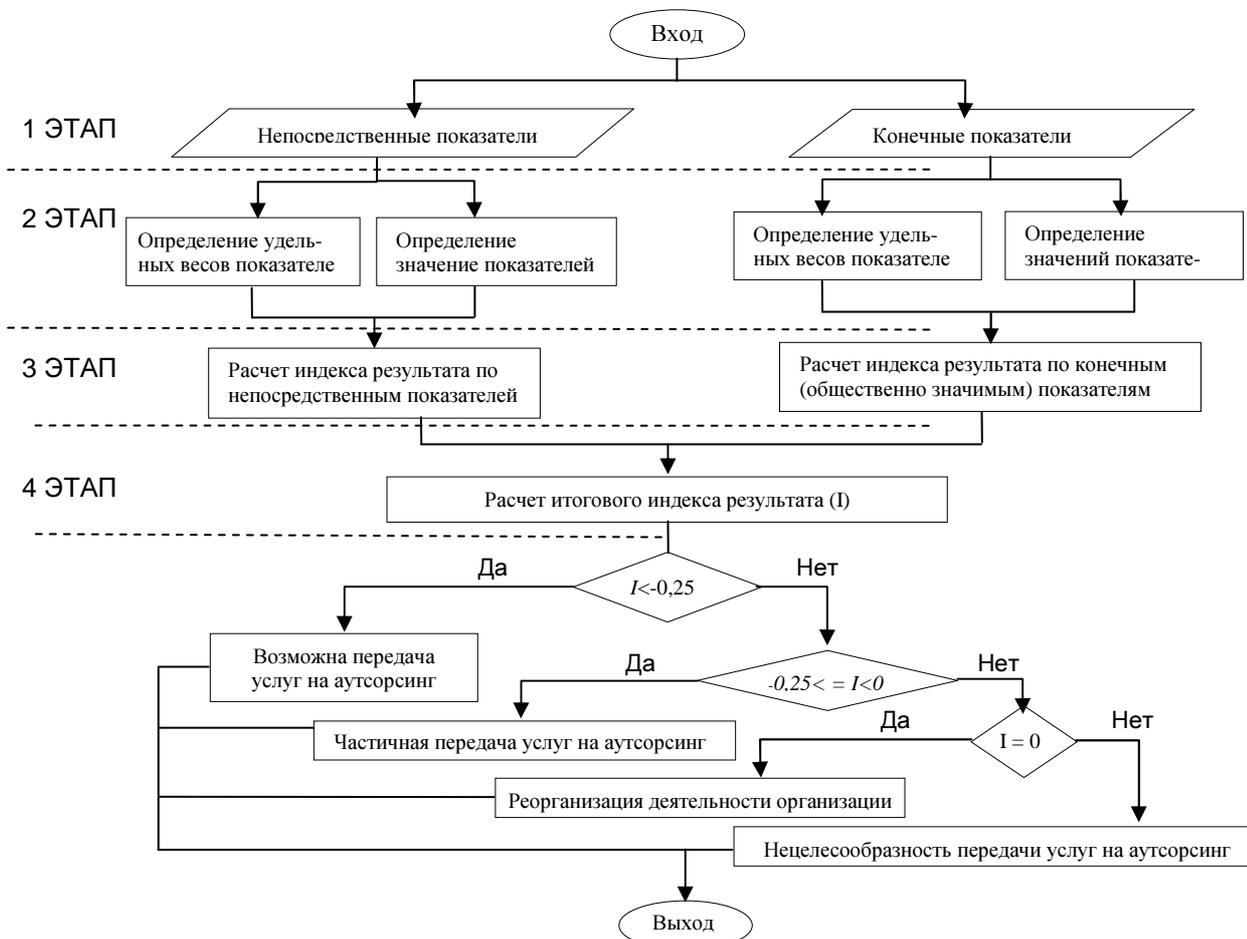 Вход
1 ЭТАП
Непосредственные показатели
Конечные показатели
2 ЭТАП
Определение удель-
ных весов показателе
Определение
значение показателей
Определение удель-
ных весов показателе
Определение
значений показате-
3 ЭТАП
Расчет индекса результата по
непосредственным показателей
Расчет индекса результата по конечным
(общественно значимым) показателям
4 ЭТАП
Расчет итогового индекса результата (I)
Да
I<-0,25
Нет
Возможна передача
услуг на аутсорсинг
Да
-0,25< = I<0
Нет
Частичная передача услуг на аутсорсинг
Да
I = 0
Нет
Реорганизация деятельности организации
Нецелесообразность передачи услуг на аутсорсинг
Выход